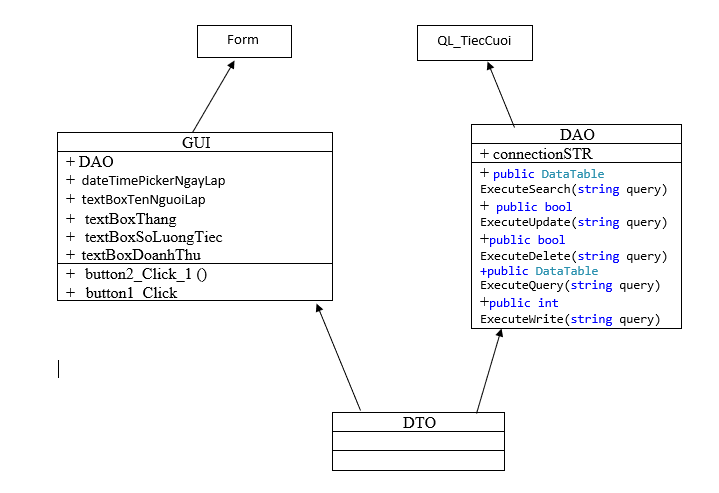 Form
QL_TiecCuoi
GUI
+ DAO
+ dateTimePickerNgayLap
+ textBoxTenNguoiLap
+ textBoxThang
+ textBoxSoLuongTiec
+ textBoxDoanhThu
+ button2_Click_1 ()
+ button1_Click
DAO
+ connectionSTR
+ public DataTable
ExecuteSearch(string query)
+ public bool
ExecuteUpdate(string query)
+public bool
ExecuteDelete(string query)
+public DataTable
ExecuteQuery(string query)
+public int
ExecuteWrite(string query)
DTO